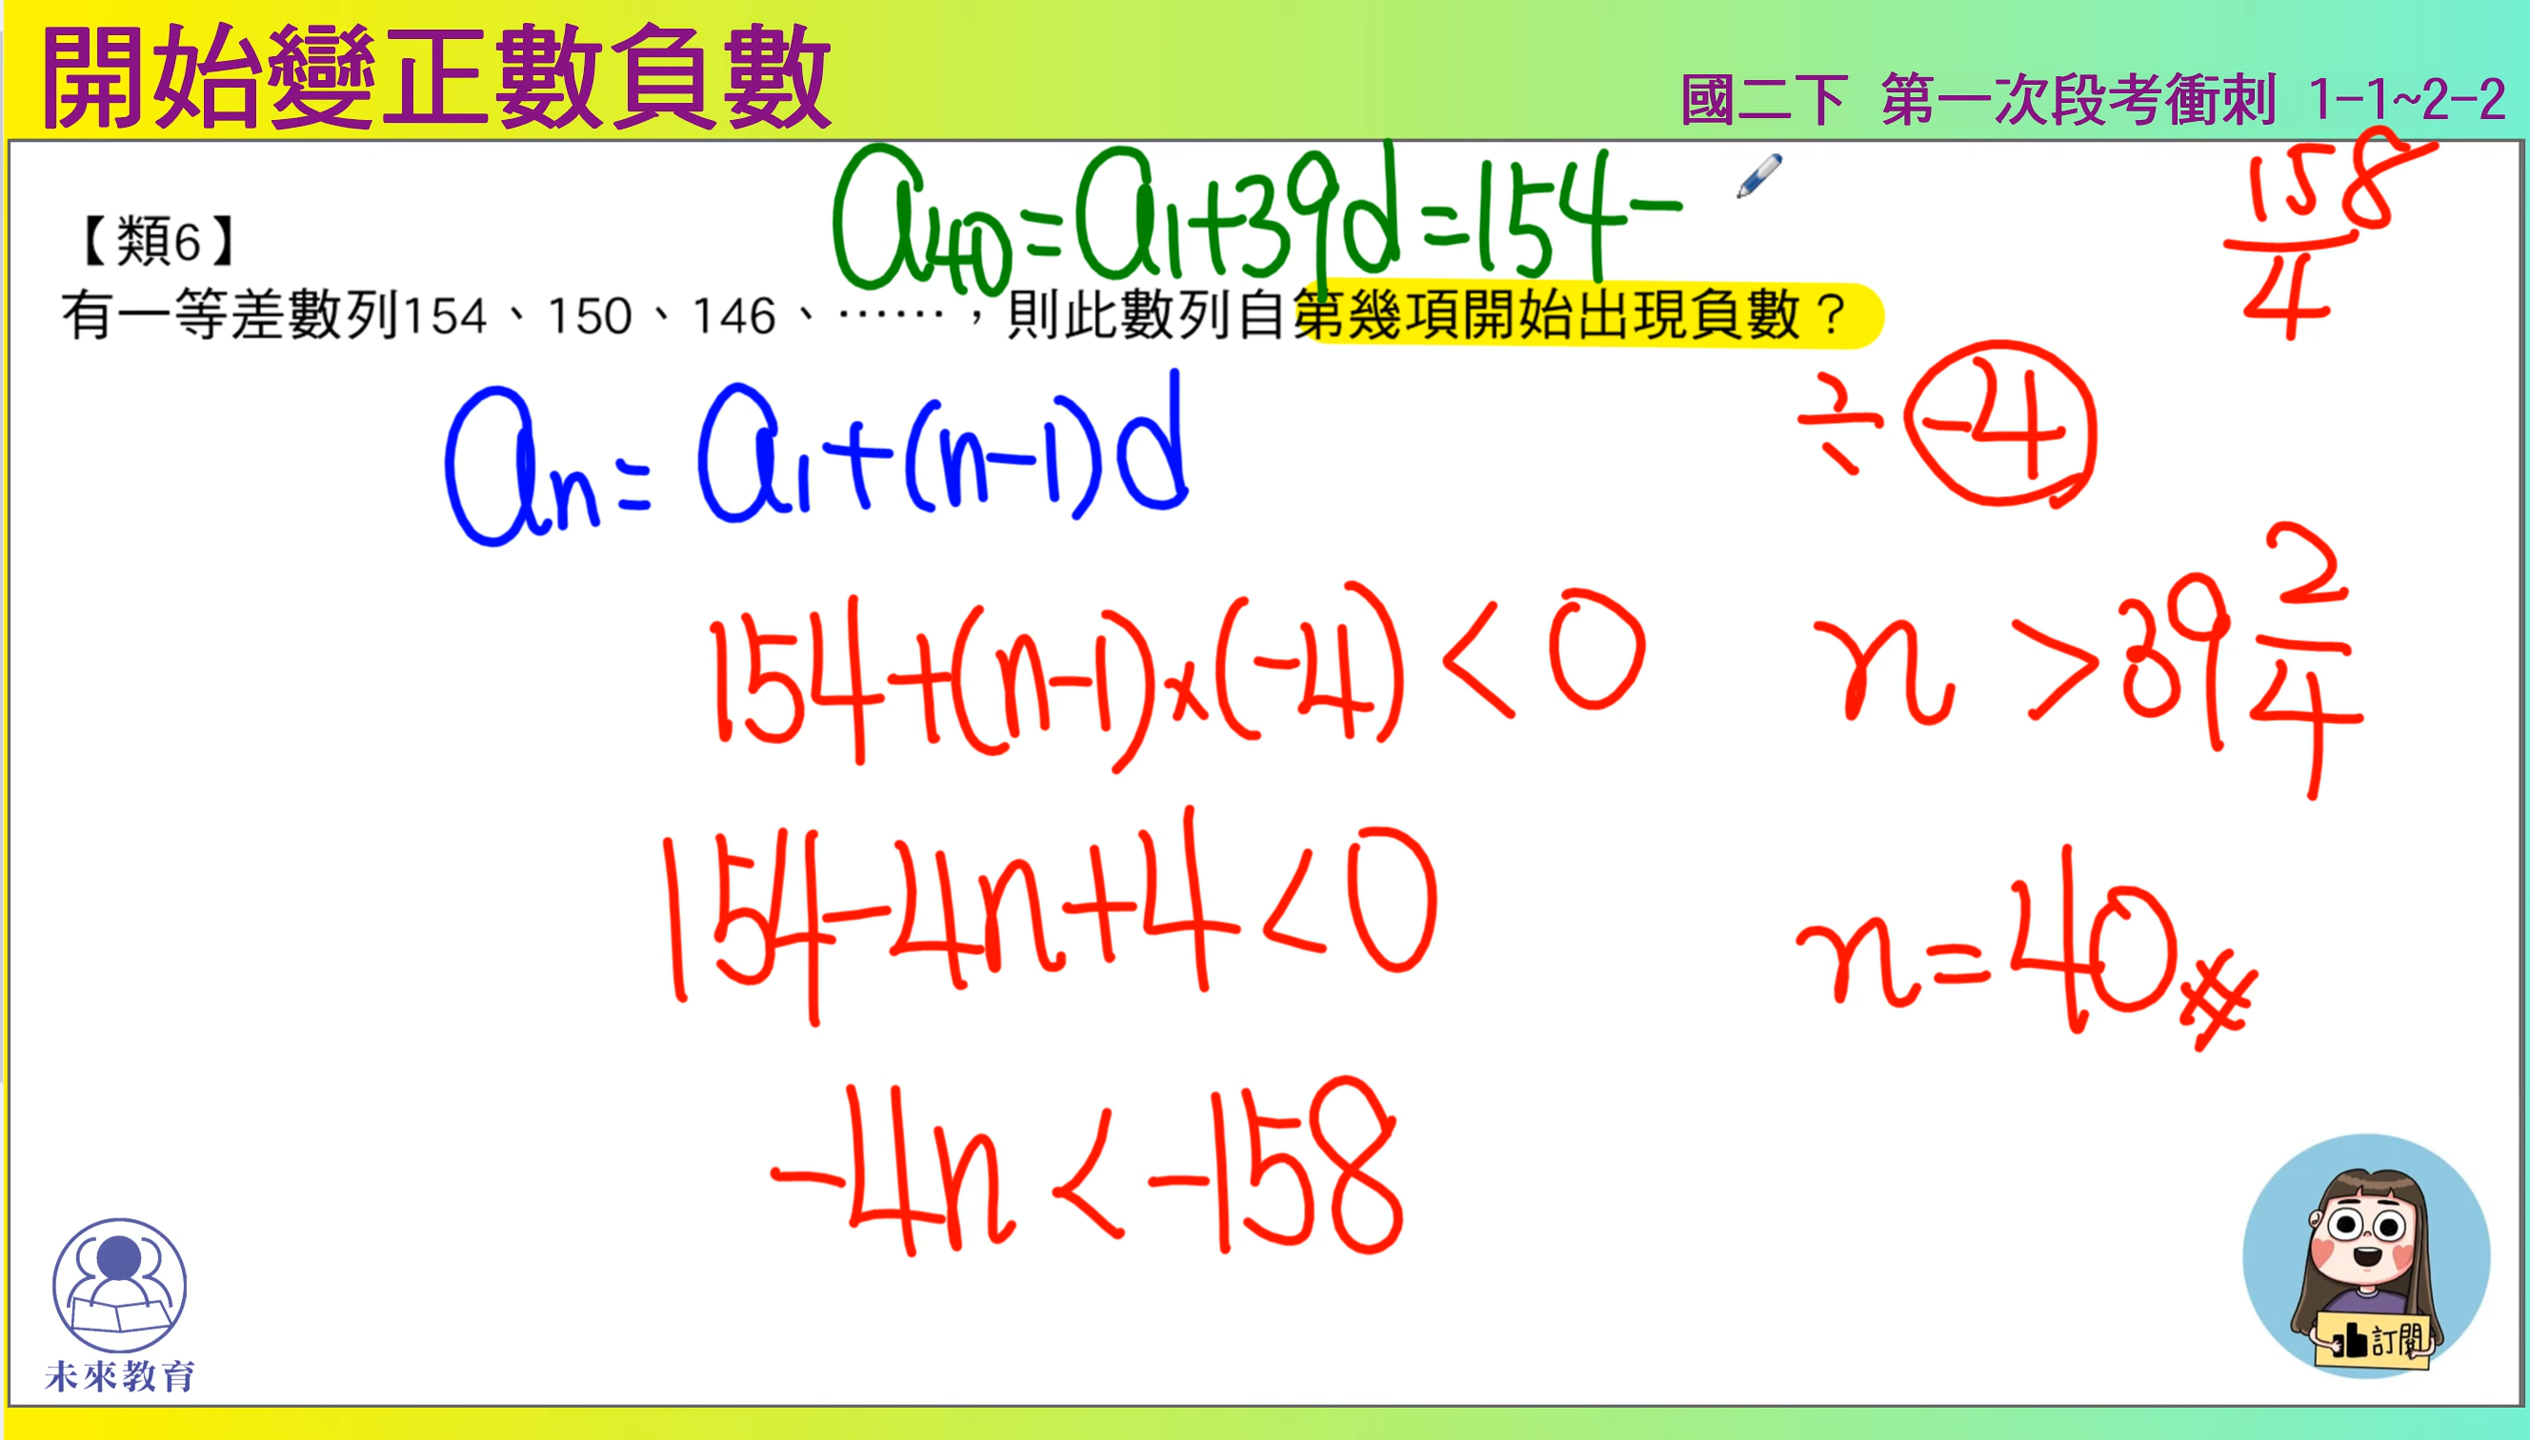 開始變正數負數
國二下 第一次段考衝刺 1-1~2-2
a₄₀=a₁+39d=154-
158/4
【類6】
有一等差數列154、150、146、⋯⋯，則此數列自第幾項開始出現負數？
÷(-4)
aₙ=a₁+(n-1)d
154+(n-1)×(-4)<0
n>39 2/4
154-4n+4<0
n=40#
-4n<-158
訂閱
未來教育